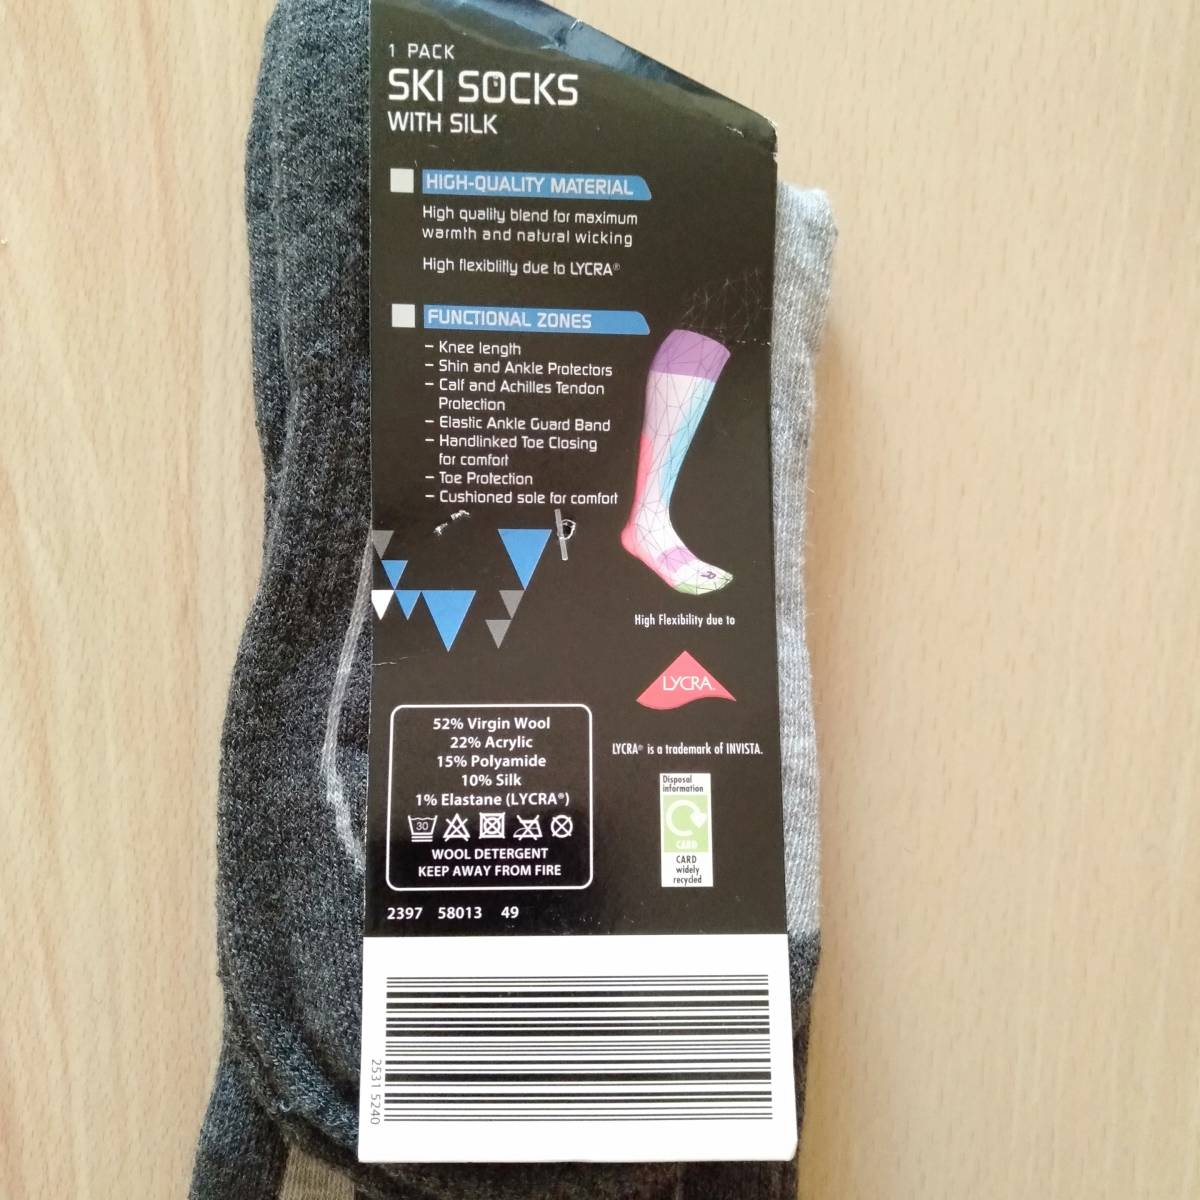 1 PACK
SKI SOCKS
WITH SILK
HIGH-QUALITY MATERIAL
High quality blend for maximum
warmth and natural wicking
High flexiblitly due to LYCRA®
FUNCTIONAL ZONES
– Knee length
– Shin and Ankle Protectors
– Calf and Achilles Tendon
Protection
– Elastic Ankle Guard Band
– Handlinked Toe Closing
for comfort
– Toe Protection
– Cushioned sole for comfort
R
High Flexibility due to
LYCRA®
LYCRA® is a trademark of INVISTA.
52% Virgin Wool
22% Acrylic
15% Polyamide
10% Silk
1% Elastane (LYCRA®)
30
WOOL DETERGENT
KEEP AWAY FROM FIRE
Disposal
information
CARD
CARD
widely
recycled
2397 58013 49
2531 5240